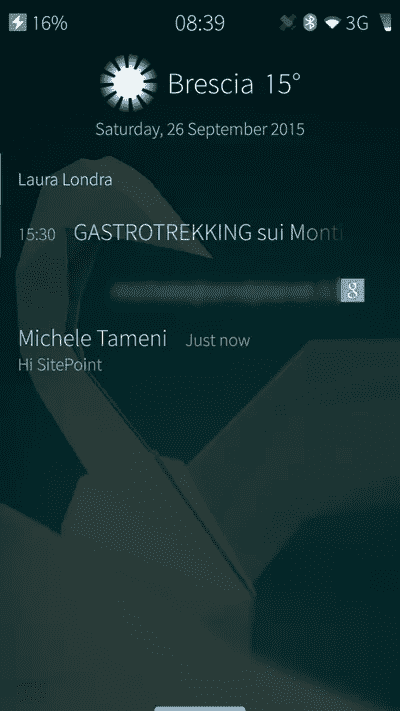 16% 08:39 3G
Brescia 15°
Saturday, 26 September 2015
Laura Londra
15:30 GASTROTREKKING sui Monti
8
Michele Tameni Just now
Hi SitePoint